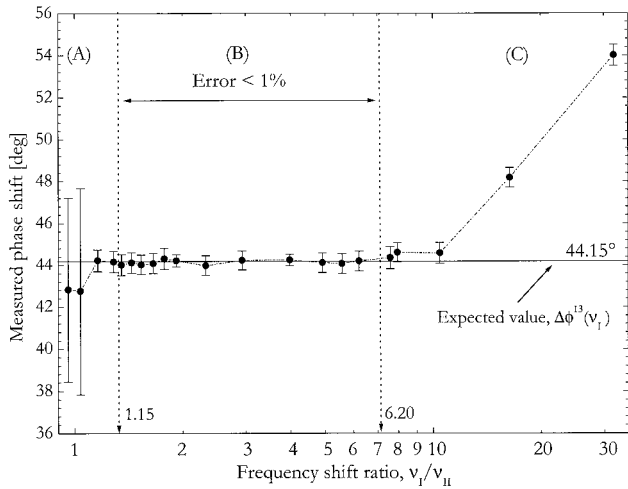 56
54
52
50
48
46
44
42
40
38
36
Measured phase shift [deg]
(A)
(B)
(C)
Error < 1%
44.15°
Expected value, Δϕ¹³(νI)
1.15
6.20
1 2 3 4 5 6 7 8 9 10 20 30
Frequency shift ratio, νI/νII